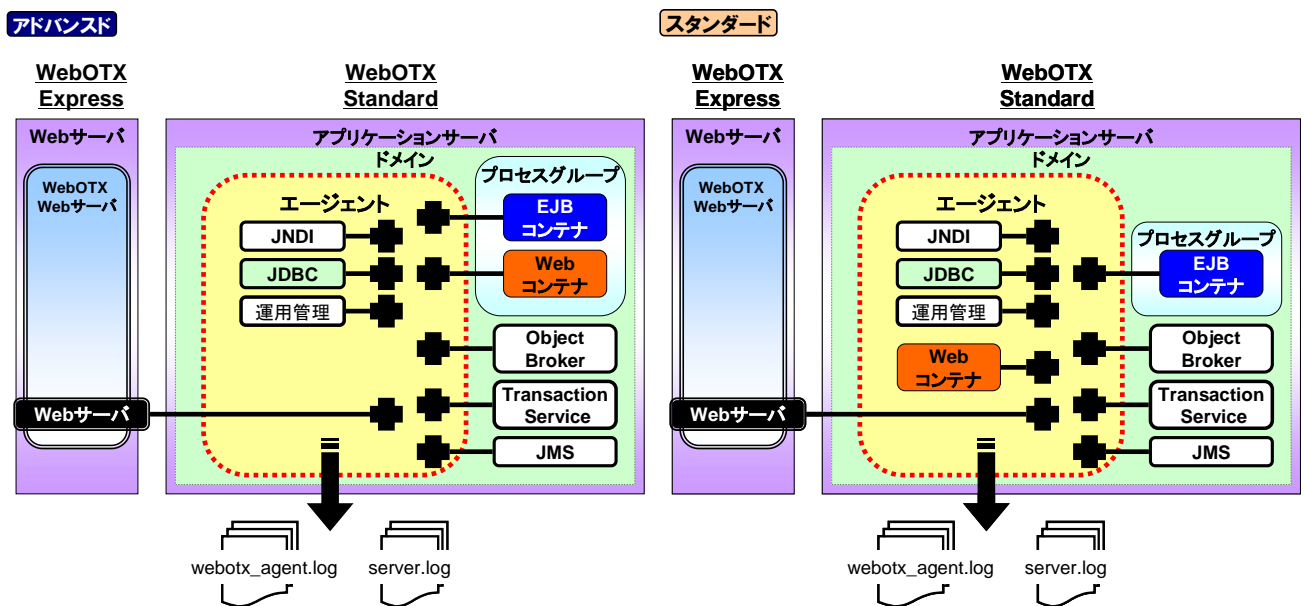 アドバンスド
WebOTX
Express
WebOTX
Standard
Webサーバ
WebOTX
Webサーバ
Webサーバ
アプリケーションサーバ
ドメイン
エージェント
JNDI
JDBC
運用管理
プロセスグループ
EJB
コンテナ
Web
コンテナ
Object
Broker
Transaction
Service
JMS
webotx_agent.log
server.log
スタンダード
WebOTX
Express
WebOTX
Standard
Webサーバ
WebOTX
Webサーバ
Webサーバ
アプリケーションサーバ
ドメイン
エージェント
JNDI
JDBC
運用管理
Web
コンテナ
プロセスグループ
EJB
コンテナ
Object
Broker
Transaction
Service
JMS
webotx_agent.log
server.log